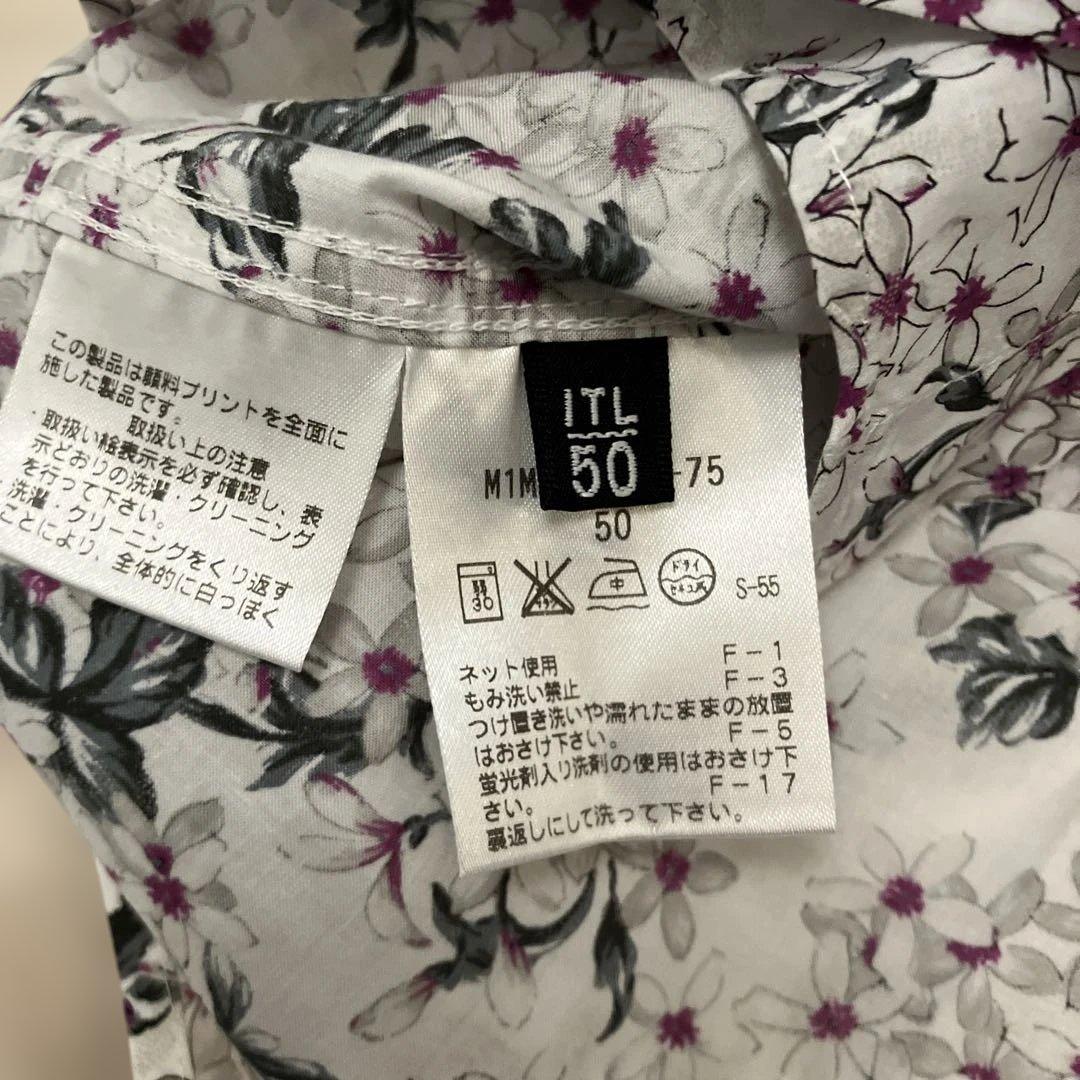 この製品は顔料プリントを全面に
施した製品です。
取扱い上の注意
・取扱い絵表示を必ず確認し、表
示どおりの洗濯・クリーニング
を行って下さい。
洗濯・クリーニングをくり返す
ことにより、全体的に白っぽく
ITL
50
M1M
-75
50
弱
30
中
ドライ
セキユ系
S-55
ネット使用 F-1
もみ洗い禁止 F-3
つけ置き洗いや濡れたままの放置
はおさけ下さい。 F-5
蛍光剤入り洗剤の使用はおさけ下
さい。 F-17
裏返しにして洗って下さい。